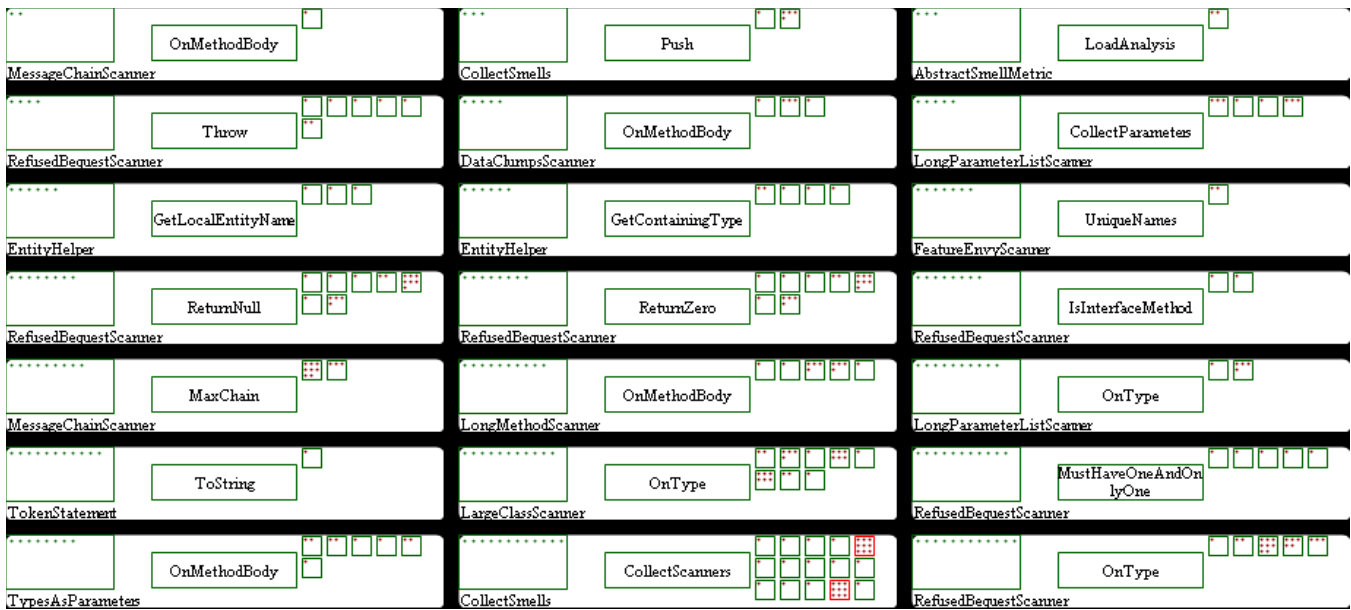 OnMethodBody
MessageChainScanner
Push
CollectSmells
LoadAnalysis
AbstractSmellMetric
Throw
RefusedBequestScanner
OnMethodBody
DataClumpsScanner
CollectParameters
LongParameterListScanner
GetLocalEntityName
EntityHelper
GetContainingType
EntityHelper
UniqueNames
FeatureEnvyScanner
ReturnNull
RefusedBequestScanner
ReturnZero
RefusedBequestScanner
IsInterfaceMethod
RefusedBequestScanner
MaxChain
MessageChainScanner
OnMethodBody
LongMethodScanner
OnType
LongParameterListScanner
ToString
TokenStatement
OnType
LargeClassScanner
MustHaveOneAndOn
lyOne
RefusedBequestScanner
OnMethodBody
TypesAsParameters
CollectScanners
CollectSmells
OnType
RefusedBequestScanner